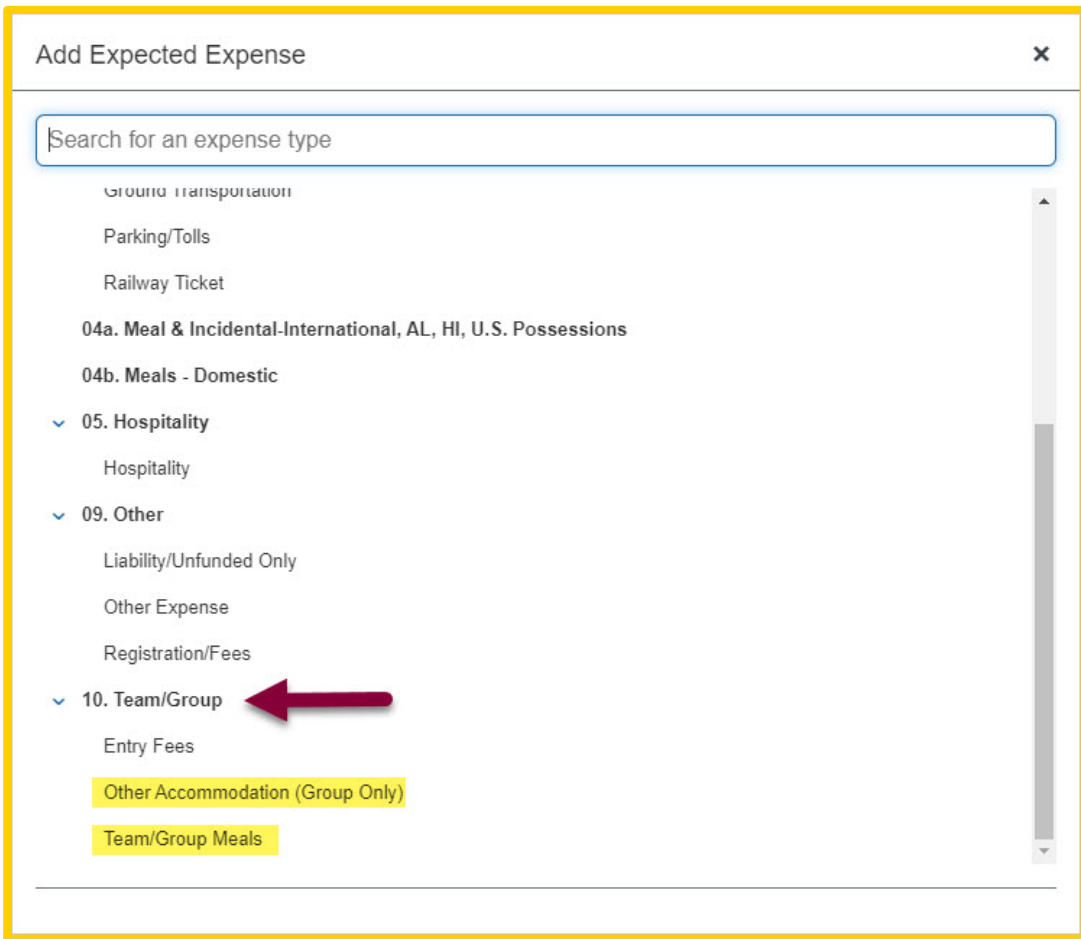 Add Expected Expense
Search for an expense type
Ground Transportation
Parking/Tolls
Railway Ticket
04a. Meal & Incidental-International, AL, HI, U.S. Possessions
04b. Meals - Domestic
05. Hospitality
Hospitality
09. Other
Liability/Unfunded Only
Other Expense
Registration/Fees
10. Team/Group
Entry Fees
Other Accommodation (Group Only)
Team/Group Meals